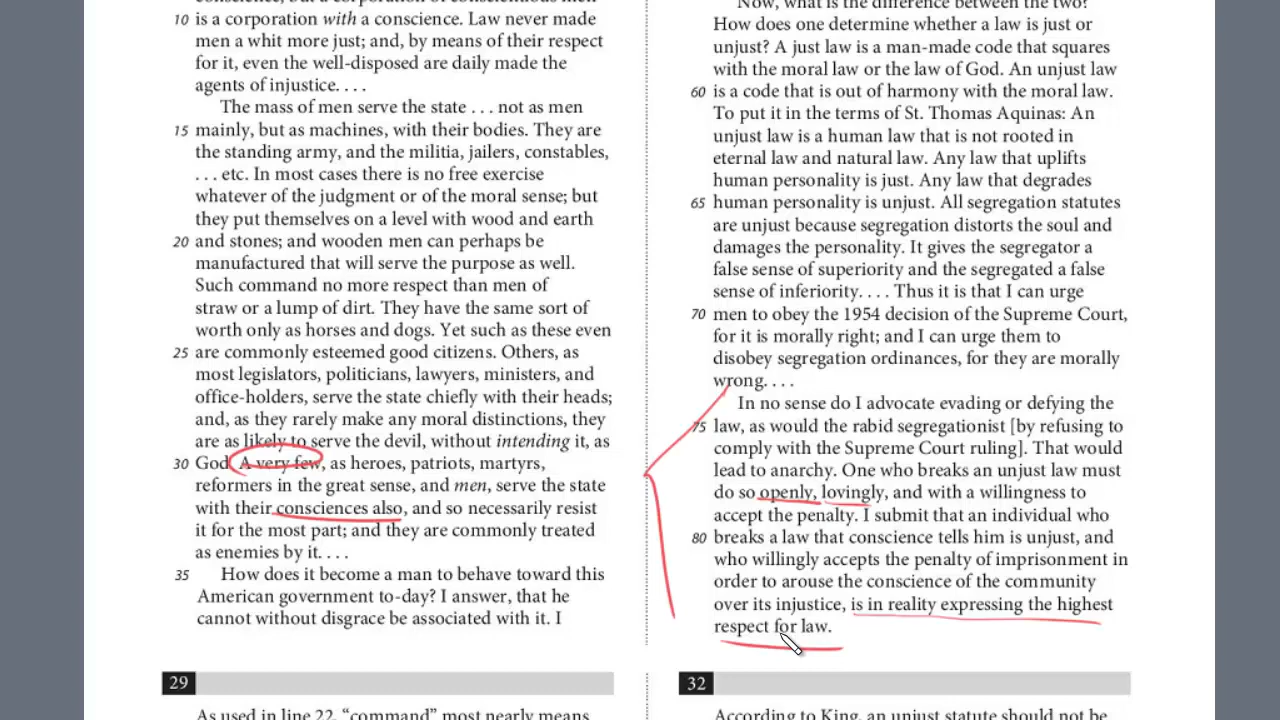 10 is a corporation with a conscience. Law never made
men a whit more just; and, by means of their respect
for it, even the well-disposed are daily made the
agents of injustice. . . .
The mass of men serve the state . . . not as men
15 mainly, but as machines, with their bodies. They are
the standing army, and the militia, jailers, constables,
. . . etc. In most cases there is no free exercise
whatever of the judgment or of the moral sense; but
they put themselves on a level with wood and earth
20 and stones; and wooden men can perhaps be
manufactured that will serve the purpose as well.
Such command no more respect than men of
straw or a lump of dirt. They have the same sort of
worth only as horses and dogs. Yet such as these even
25 are commonly esteemed good citizens. Others, as
most legislators, politicians, lawyers, ministers, and
office-holders, serve the state chiefly with their heads;
and, as they rarely make any moral distinctions, they
are as likely to serve the devil, without intending it, as
30 God. A very few, as heroes, patriots, martyrs,
reformers in the great sense, and men, serve the state
with their consciences also, and so necessarily resist
it for the most part; and they are commonly treated
as enemies by it. . . .
35 How does it become a man to behave toward this
American government to-day? I answer, that he
cannot without disgrace be associated with it. I
29
As used in line 22, “command” most nearly means
Now, what is the difference between the two?
How does one determine whether a law is just or
unjust? A just law is a man-made code that squares
with the moral law or the law of God. An unjust law
60 is a code that is out of harmony with the moral law.
To put it in the terms of St. Thomas Aquinas: An
unjust law is a human law that is not rooted in
eternal law and natural law. Any law that uplifts
human personality is just. Any law that degrades
65 human personality is unjust. All segregation statutes
are unjust because segregation distorts the soul and
damages the personality. It gives the segregator a
false sense of superiority and the segregated a false
sense of inferiority. . . . Thus it is that I can urge
70 men to obey the 1954 decision of the Supreme Court,
for it is morally right; and I can urge them to
disobey segregation ordinances, for they are morally
wrong. . . .
In no sense do I advocate evading or defying the
75 law, as would the rabid segregationist [by refusing to
comply with the Supreme Court ruling]. That would
lead to anarchy. One who breaks an unjust law must
do so openly, lovingly, and with a willingness to
accept the penalty. I submit that an individual who
80 breaks a law that conscience tells him is unjust, and
who willingly accepts the penalty of imprisonment in
order to arouse the conscience of the community
over its injustice, is in reality expressing the highest
respect for law.
32
According to King, an unjust statute should not be